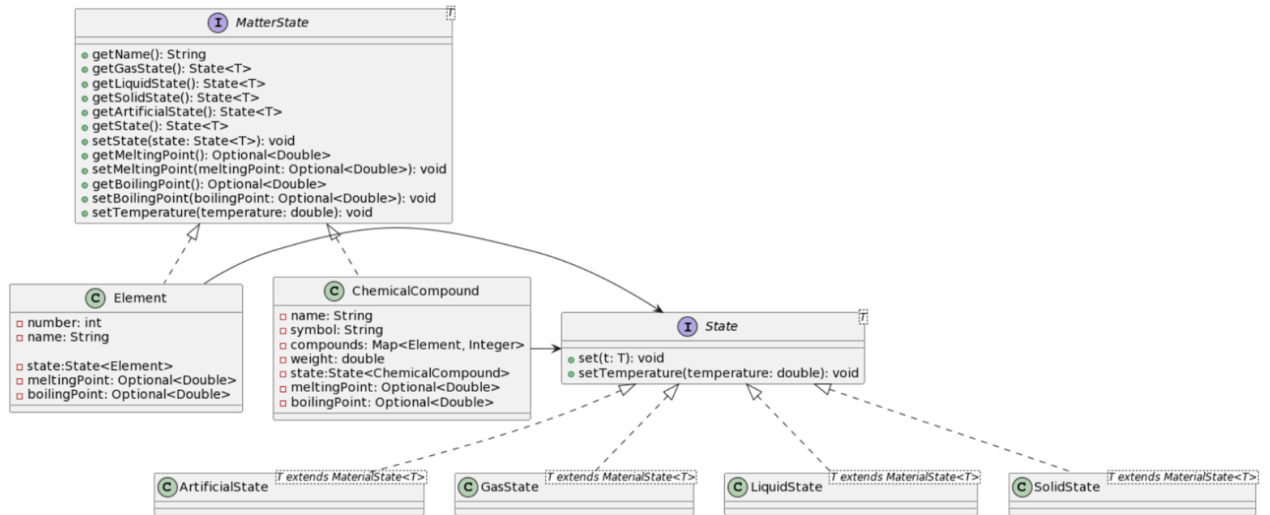 T
I MatterState
getName(): String
getGasState(): State<T>
getLiquidState(): State<T>
getSolidState(): State<T>
getArtificialState(): State<T>
getState(): State<T>
setState(state: State<T>): void
getMeltingPoint(): Optional<Double>
setMeltingPoint(meltingPoint: Optional<Double>): void
getBoilingPoint(): Optional<Double>
setBoilingPoint(boilingPoint: Optional<Double>): void
setTemperature(temperature: double): void
C Element
number: int
name: String
state:State<Element>
meltingPoint: Optional<Double>
boilingPoint: Optional<Double>
C ChemicalCompound
name: String
symbol: String
compounds: Map<Element, Integer>
weight: double
state:State<ChemicalCompound>
meltingPoint: Optional<Double>
boilingPoint: Optional<Double>
T
I State
set(t: T): void
setTemperature(temperature: double): void
T extends MaterialState<T>
C ArtificialState
T extends MaterialState<T>
C GasState
T extends MaterialState<T>
C LiquidState
T extends MaterialState<T>
C SolidState